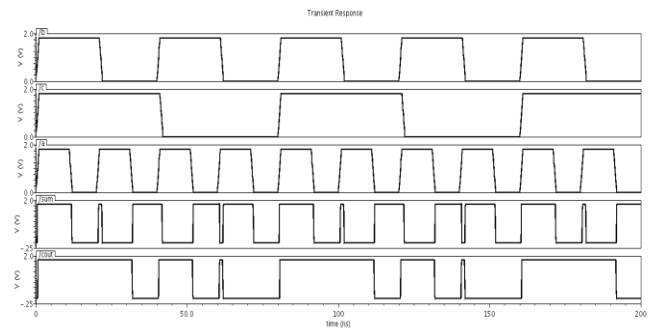 Transient Response
/b
2.0
V (V)
0.0
/c
2.0
V (V)
0.0
/a
2.0
V (V)
0.0
/sum
2.0
V (V)
-.25
/cout
2.0
V (V)
-.25
0 50.0 100 150 200
time (ns)